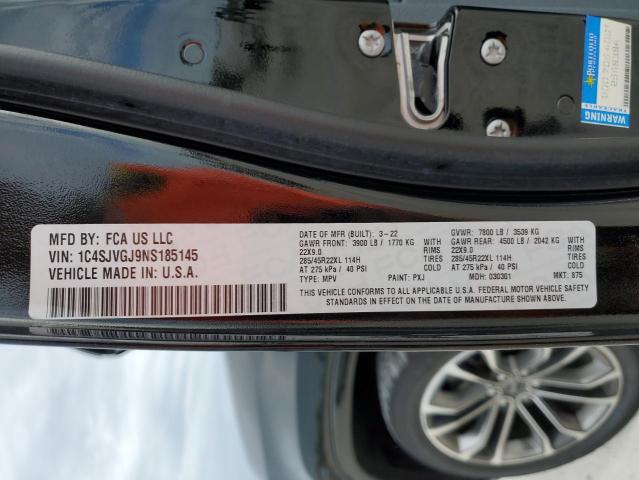 MFD BY: FCA US LLC
VIN: 1C4SJVGJ9NS185145
VEHICLE MADE IN U.S.A.
DATE OF MFR (BUILT): 3-22
GAWR FRONT: 3900 LB / 1770 KG WITH
22X9.0 RIMS
285/45R22XL 114H TIRES
AT 275 kPa / 40 PSI COLD
TYPE: MPV PAINT: PXJ
GVWR: 7800 LB / 3539 KG
GAWR REAR: 4500 LB / 2042 KG WITH
22X9.0 RIMS
285/45R22XL 114H TIRES
AT 275 kPa / 40 PSI COLD
MDH: 030301 MKT: 875
THIS VEHICLE CONFORMS TO ALL APPLICABLE U.S.A. FEDERAL MOTOR VEHICLE SAFETY
STANDARDS IN EFFECT ON THE DATE OF MANUFACTURE SHOWN ABOVE.
WARNING
TRACEABLE
PORTFOLIO